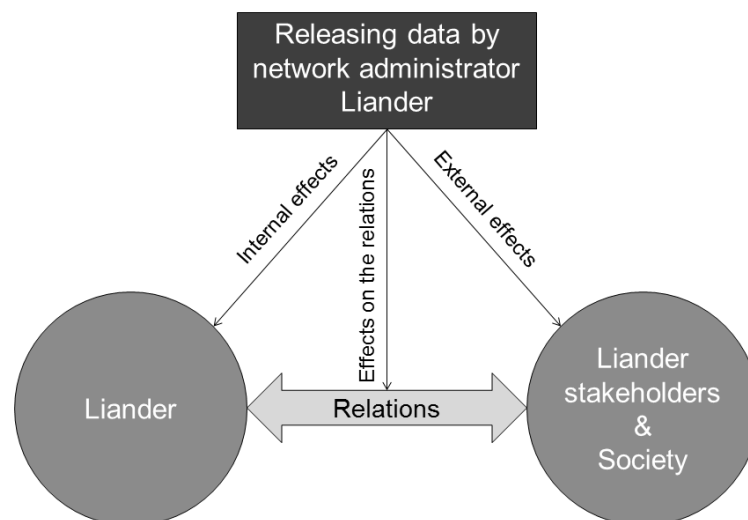 Releasing data by
network administrator
Liander
Internal effects
Effects on the relations
External effects
Liander
Relations
Liander
stakeholders
&
Society